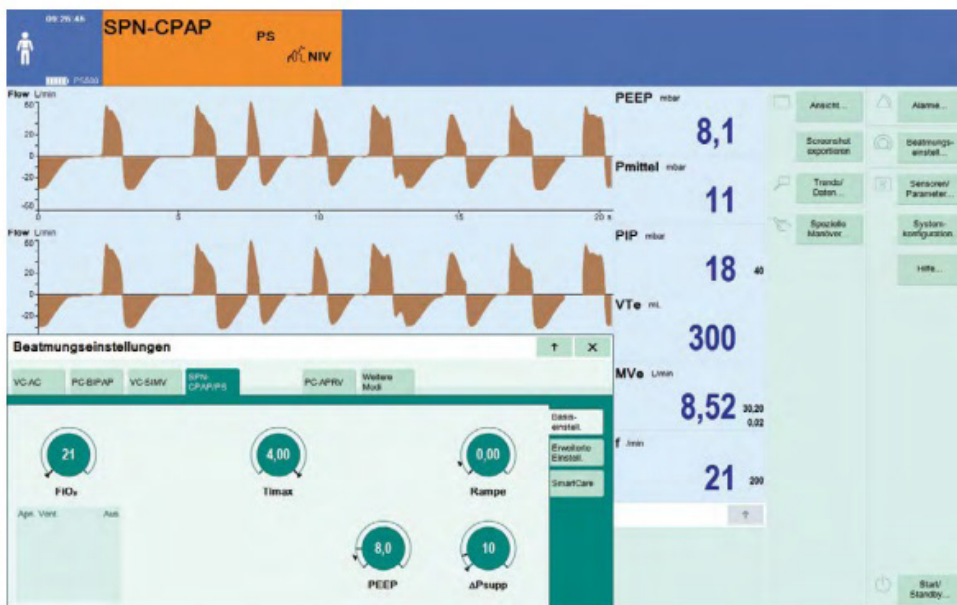 09:26:45
SPN-CPAP
PS
NIV
Flow L/min
60
20
0
-20
-60
0
5
10
15
20 s
Flow L/min
60
20
0
-20
PEEP mbar
8,1
Pmittel mbar
11
PIP mbar
18
40
VTe mL
300
MVe L/min
8,52
30,20
0,02
f /min
21
200
Ansicht...
Screenshot
exportieren
Trends/
Daten...
Spezielle
Manöver...
Alarme...
Beatmungs-
einstell...
Sensoren/
Parameter...
System-
konfiguration
Hilfe...
Start/
Standby...
Beatmungseinstellungen
VC-AC
PC-BIPAP
VC-SIMV
SPN-
CPAP/PS
PC-APRV
Weitere
Modi
Basis-
einstell.
Erweiterte
Einstell.
SmartCare
21
FiO₂
4,00
Timax
0,00
Rampe
Apn. Vent.
Aus
8,0
PEEP
10
ΔPsupp